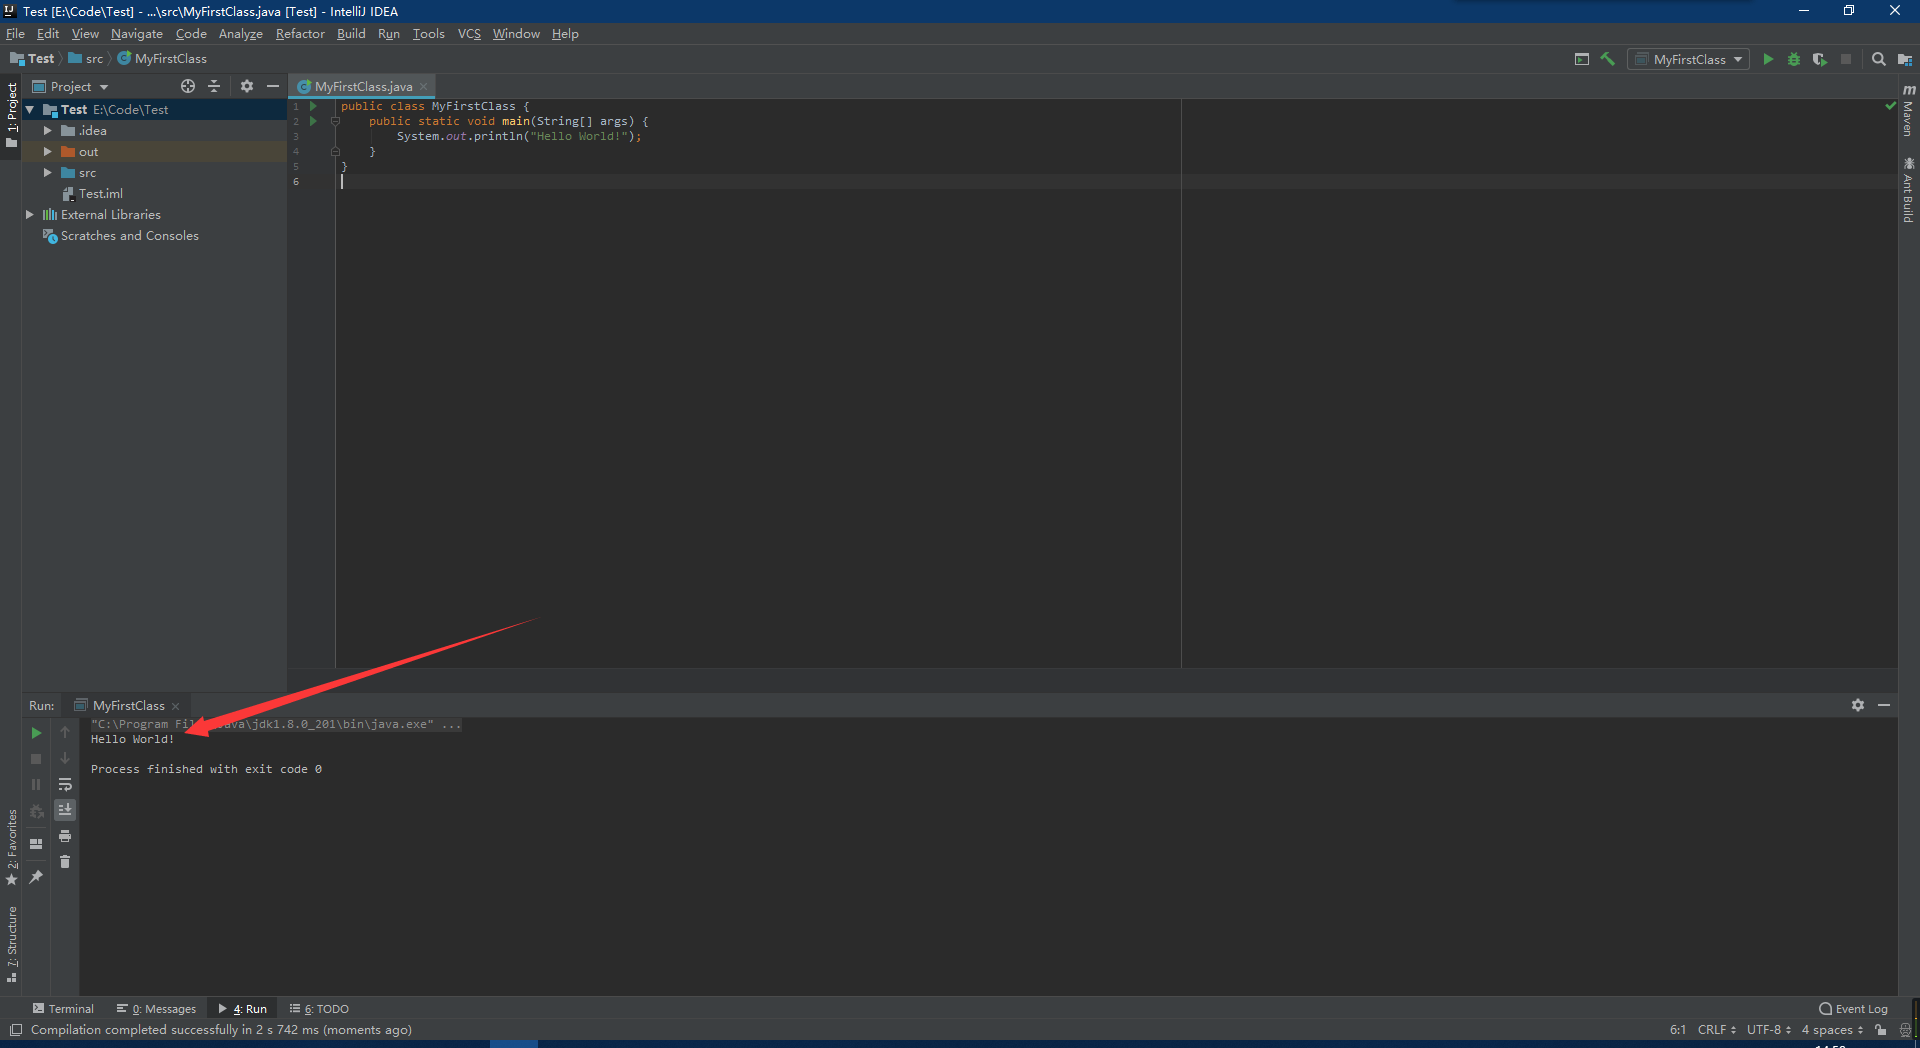 Test [E:\Code\Test] - ...\src\MyFirstClass.java [Test] - IntelliJ IDEA
File Edit View Navigate Code Analyze Refactor Build Run Tools VCS Window Help
Test src MyFirstClass
MyFirstClass
1: Project
Project
Test E:\Code\Test
.idea
out
src
Test.iml
External Libraries
Scratches and Consoles
MyFirstClass.java
1 public class MyFirstClass {
2 public static void main(String[] args) {
3 System.out.println("Hello World!");
4 }
5 }
6
Maven
Ant Build
Run: MyFirstClass
"C:\Program Fil ava\jdk1.8.0_201\bin\java.exe" ...
Hello World!
Process finished with exit code 0
2: Favorites
7: Structure
Terminal 0: Messages 4: Run 6: TODO
Event Log
Compilation completed successfully in 2 s 742 ms (moments ago)
6:1 CRLF UTF-8 4 spaces